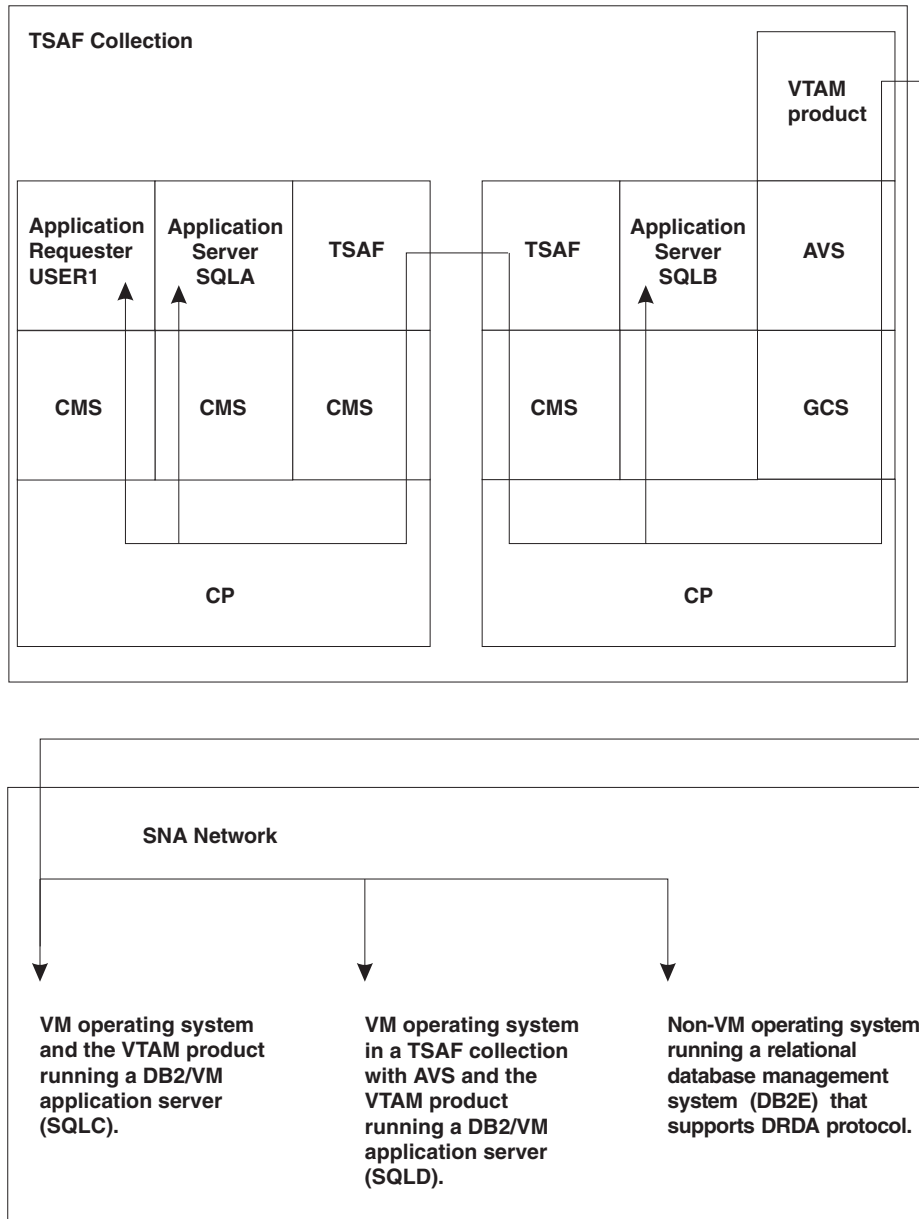 TSAF Collection
VTAM
product
Application
Requester
USER1
Application
Server
SQLA
TSAF
TSAF
Application
Server
SQLB
AVS
CMS
CMS
CMS
CMS
GCS
CP
CP
SNA Network
VM operating system
and the VTAM product
running a DB2/VM
application server
(SQLC).
VM operating system
in a TSAF collection
with AVS and the
VTAM product
running a DB2/VM
application server
(SQLD).
Non-VM operating system
running a relational
database management
system (DB2E) that
supports DRDA protocol.